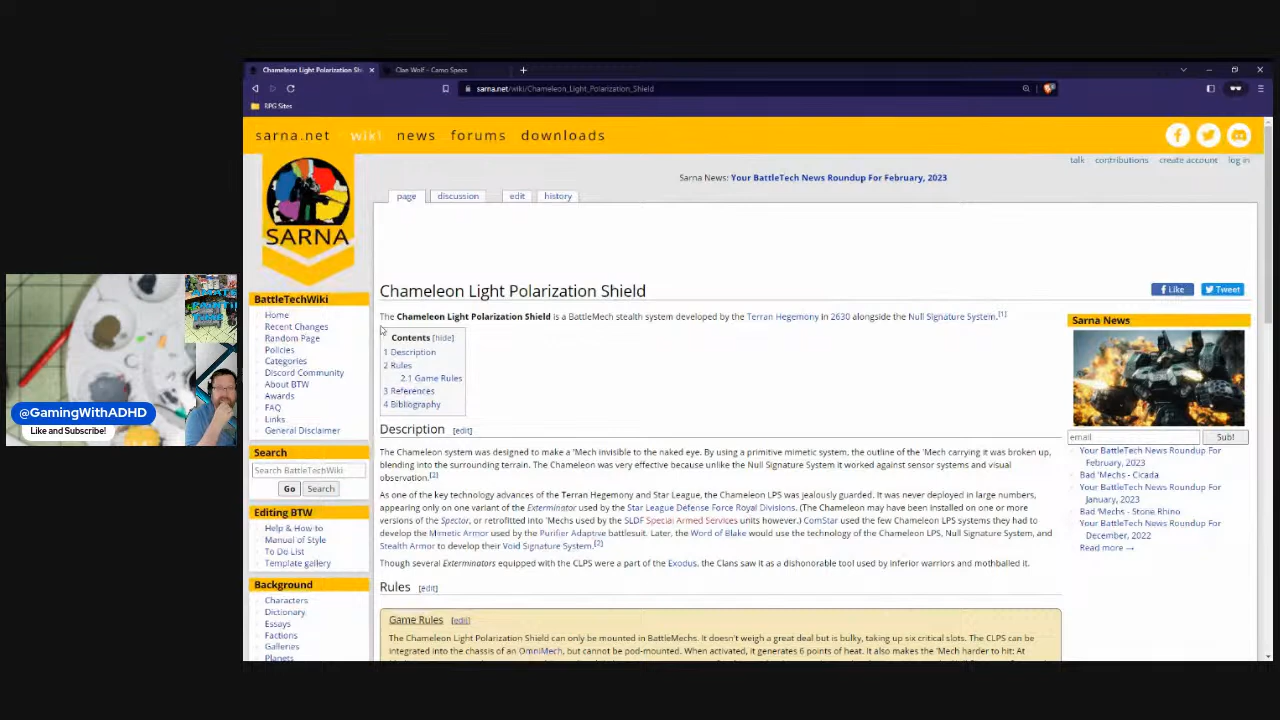 Chameleon Light Polarization Shi
Clan Wolf - Camo Specs
sarna.net/wiki/Chameleon_Light_Polarization_Shield
RPG Sites
sarna.net wiki news forums downloads
talk contributions create account log in
Sarna News: Your BattleTech News Roundup For February, 2023
page discussion edit history
SARNA
Chameleon Light Polarization Shield
Like Tweet
The Chameleon Light Polarization Shield is a BattleMech stealth system developed by the Terran Hegemony in 2630 alongside the Null Signature System.[1]
Contents [hide]
1 Description
2 Rules
2.1 Game Rules
3 References
4 Bibliography
Description [edit]
The Chameleon system was designed to make a 'Mech invisible to the naked eye. By using a primitive mimetic system, the outline of the 'Mech carrying it was broken up,
blending into the surrounding terrain. The Chameleon was very effective because unlike the Null Signature System it worked against sensor systems and visual
observation.[2]
As one of the key technology advances of the Terran Hegemony and Star League, the Chameleon LPS was jealously guarded. It was never deployed in large numbers,
appearing only on one variant of the Exterminator used by the Star League Defense Force Royal Divisions. (The Chameleon may have been installed on one or more
versions of the Spector, or retrofitted into 'Mechs used by the SLDF Special Armed Services units however.) ComStar used the few Chameleon LPS systems they had to
develop the Mimetic Armor used by the Purifier Adaptive battlesuit. Later, the Word of Blake would use the technology of the Chameleon LPS, Null Signature System, and
Stealth Armor to develop their Void Signature System.[2]
Though several Exterminators equipped with the CLPS were a part of the Exodus, the Clans saw it as a dishonorable tool used by inferior warriors and mothballed it.
Rules [edit]
Game Rules [edit]
The Chameleon Light Polarization Shield can only be mounted in BattleMechs. It doesn't weigh a great deal but is bulky, taking up six critical slots. The CLPS can be
integrated into the chassis of an OmniMech, but cannot be pod-mounted. When activated, it generates 6 points of heat. It also makes the 'Mech harder to hit: At
BattleTechWiki
Home
Recent Changes
Random Page
Policies
Categories
Discord Community
About BTW
Awards
FAQ
Links
General Disclaimer
Search
Search BattleTechWiki
Go Search
Editing BTW
Help & How-to
Manual of Style
To Do List
Template gallery
Background
Characters
Dictionary
Essays
Factions
Galleries
Planets
Sarna News
email Sub!
Your BattleTech News Roundup For
February, 2023
Bad 'Mechs - Cicada
Your BattleTech News Roundup For
January, 2023
Bad 'Mechs - Stone Rhino
Your BattleTech News Roundup For
December, 2022
Read more →
@GamingWithADHD
Like and Subscribe!